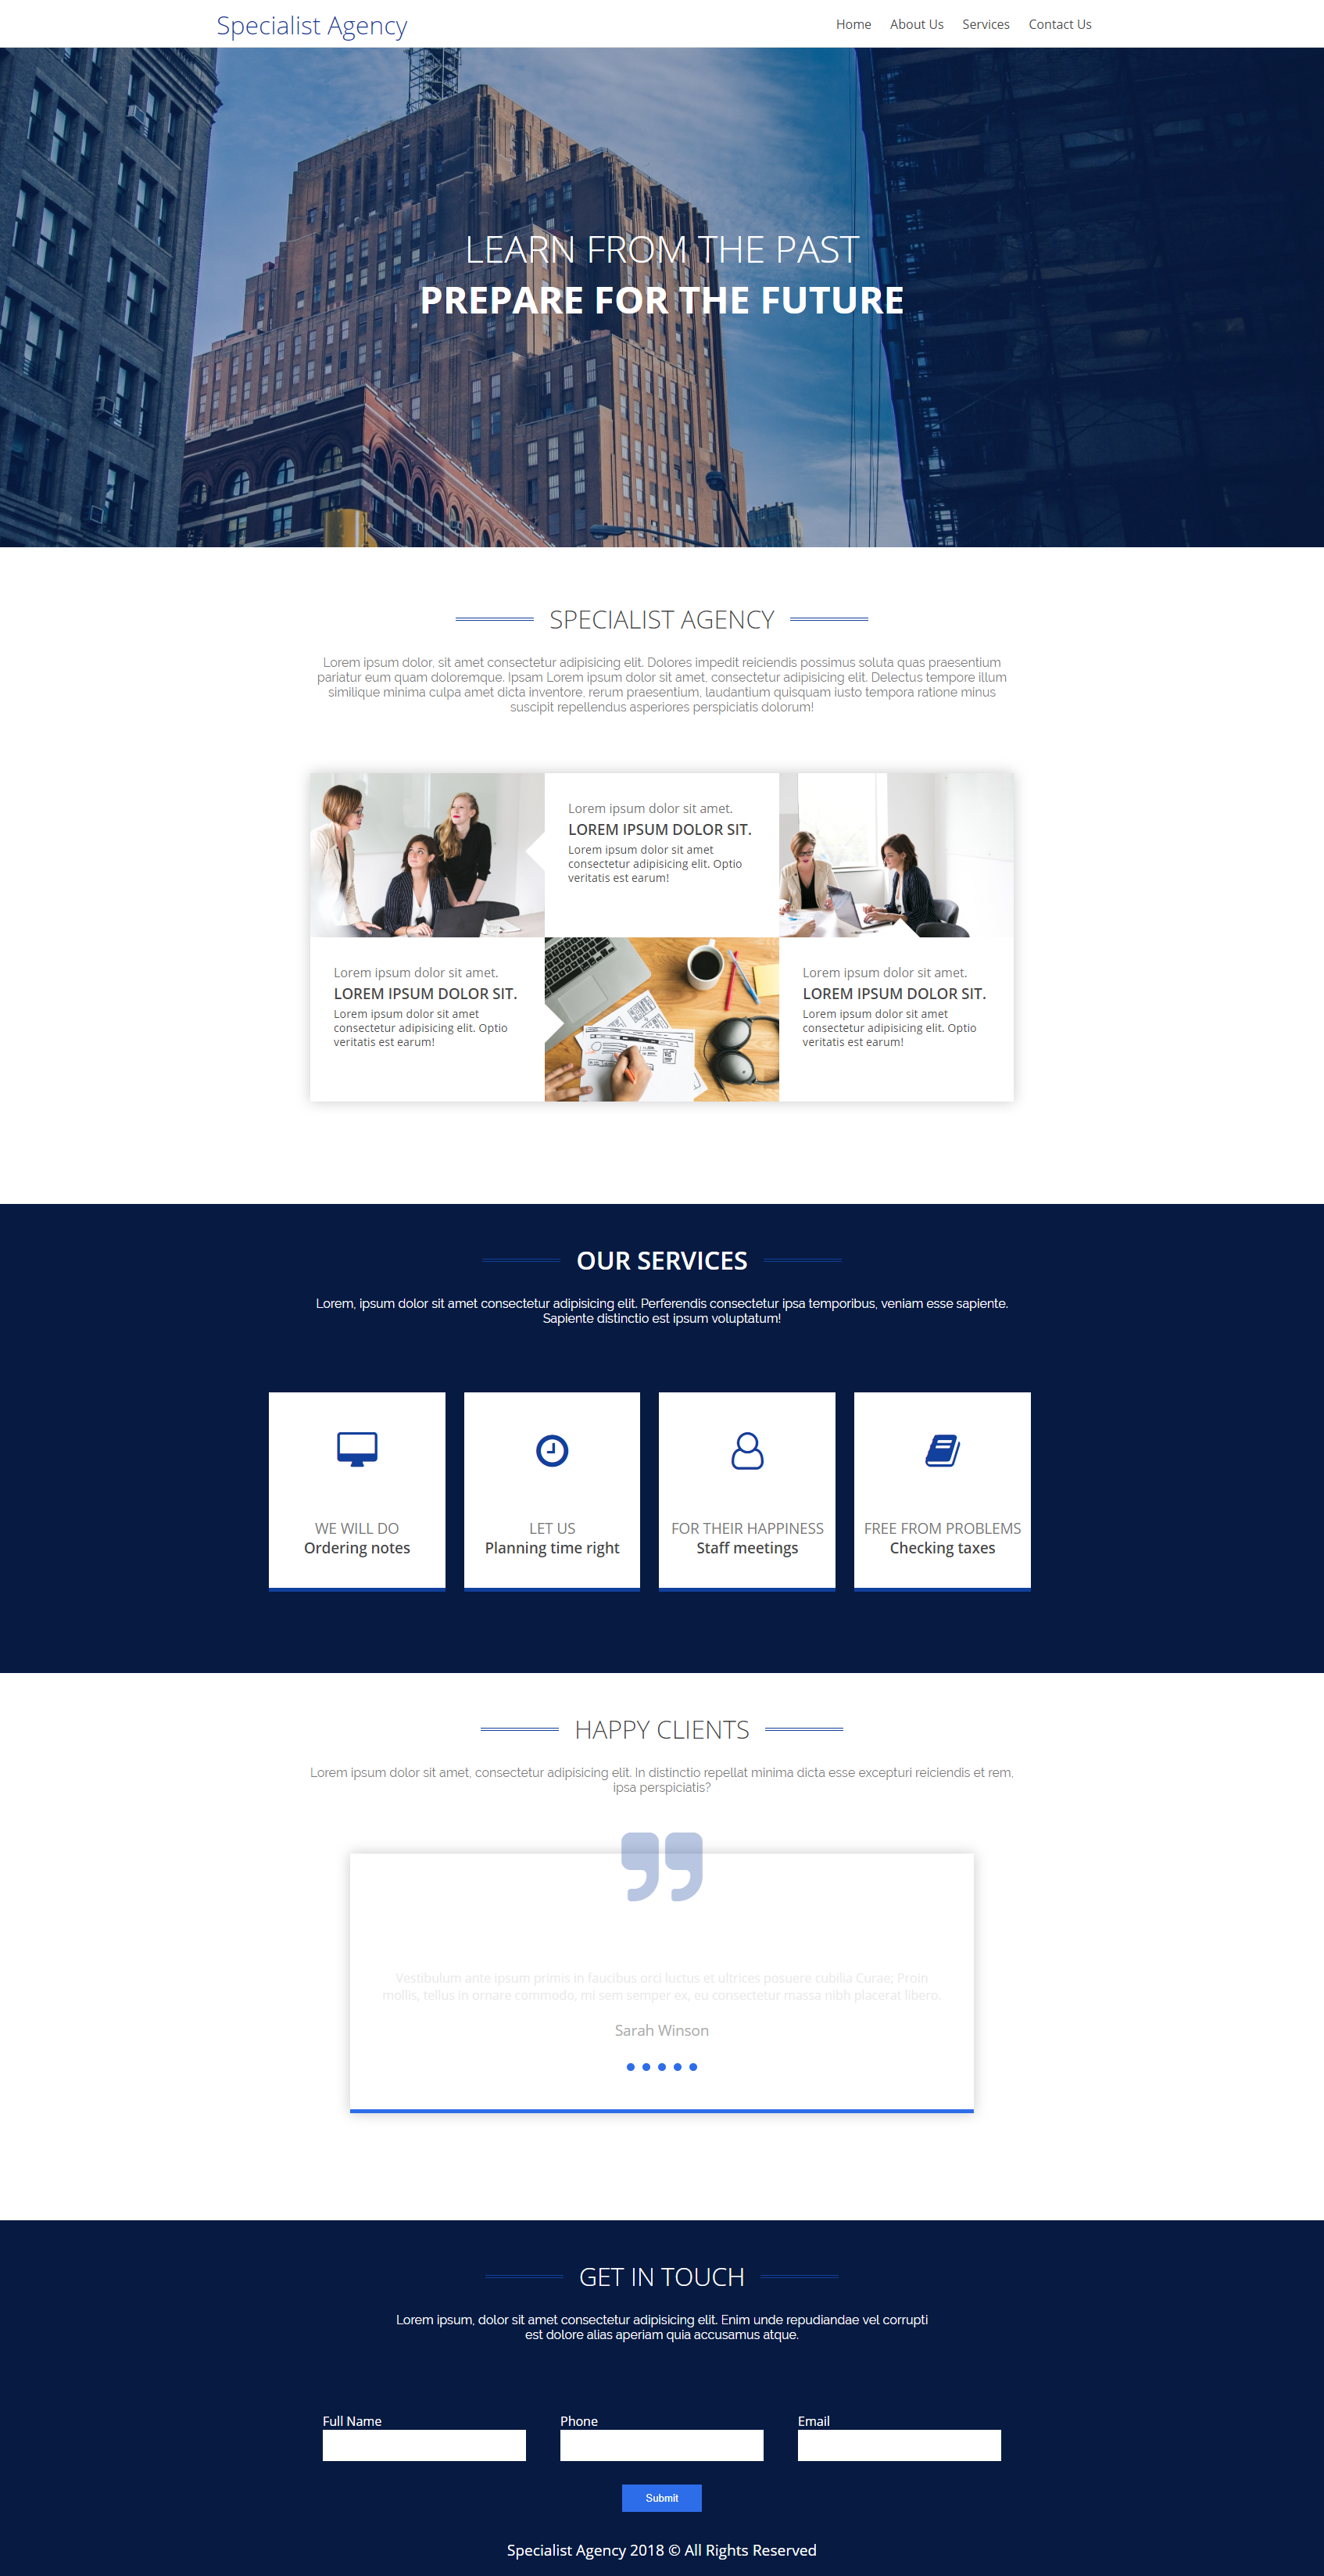 Specialist Agency
Home About Us Services Contact Us
LEARN FROM THE PAST
PREPARE FOR THE FUTURE
SPECIALIST AGENCY
Lorem ipsum dolor, sit amet consectetur adipisicing elit. Dolores impedit reiciendis possimus soluta quas praesentium
pariatur eum quam doloremque. Ipsam Lorem ipsum dolor sit amet, consectetur adipisicing elit. Delectus tempore illum
similique minima culpa amet dicta inventore, rerum praesentium, laudantium quisquam iusto tempora ratione minus
suscipit repellendus asperiores perspiciatis dolorum!
Lorem ipsum dolor sit amet.
LOREM IPSUM DOLOR SIT.
Lorem ipsum dolor sit amet
consectetur adipisicing elit. Optio
veritatis est earum!
Lorem ipsum dolor sit amet.
LOREM IPSUM DOLOR SIT.
Lorem ipsum dolor sit amet
consectetur adipisicing elit. Optio
veritatis est earum!
Lorem ipsum dolor sit amet.
LOREM IPSUM DOLOR SIT.
Lorem ipsum dolor sit amet
consectetur adipisicing elit. Optio
veritatis est earum!
OUR SERVICES
Lorem, ipsum dolor sit amet consectetur adipisicing elit. Perferendis consectetur ipsa temporibus, veniam esse sapiente.
Sapiente distinctio est ipsum voluptatum!
WE WILL DO
Ordering notes
LET US
Planning time right
FOR THEIR HAPPINESS
Staff meetings
FREE FROM PROBLEMS
Checking taxes
HAPPY CLIENTS
Lorem ipsum dolor sit amet, consectetur adipisicing elit. In distinctio repellat minima dicta esse excepturi reiciendis et rem,
ipsa perspiciatis?
Vestibulum ante ipsum primis in faucibus orci luctus et ultrices posuere cubilia Curae; Proin
mollis, tellus in ornare commodo, mi sem semper ex, eu consectetur massa nibh placerat libero.
Sarah Winson
GET IN TOUCH
Lorem ipsum, dolor sit amet consectetur adipisicing elit. Enim unde repudiandae vel corrupti
est dolore alias aperiam quia accusamus atque.
Full Name
Phone
Email
Submit
Specialist Agency 2018 © All Rights Reserved